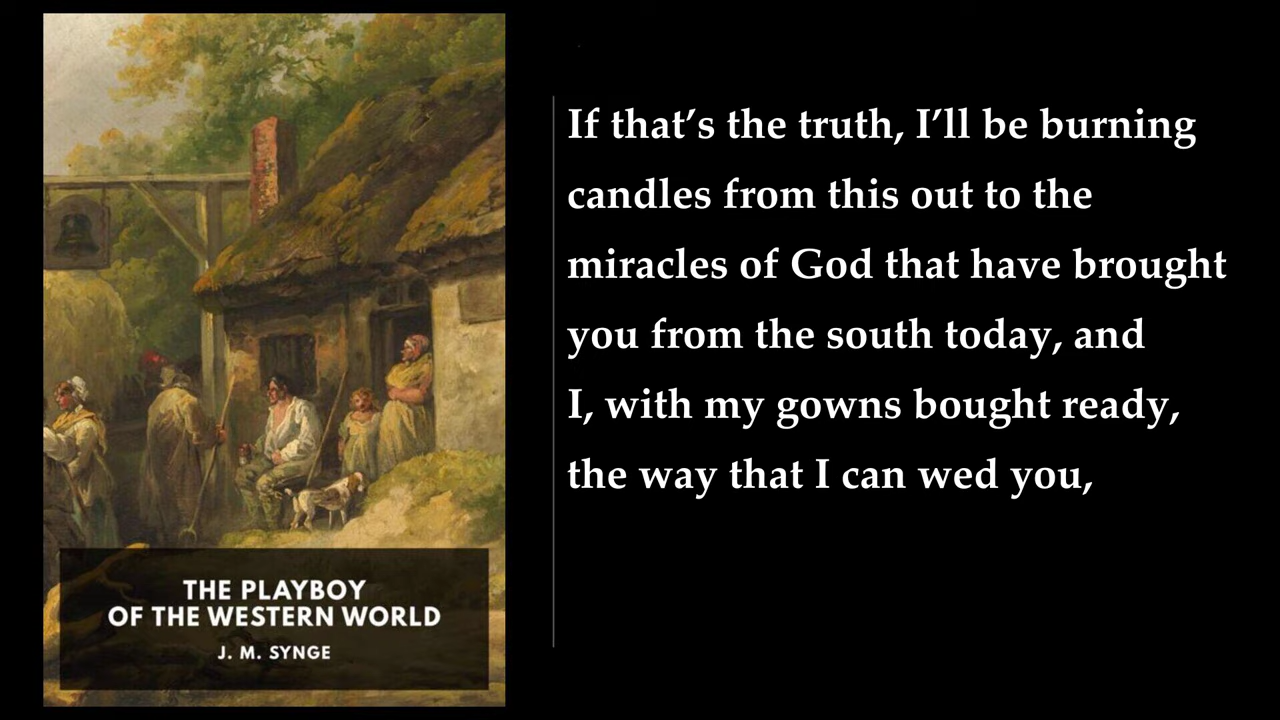 THE PLAYBOY
OF THE WESTERN WORLD
J. M. SYNGE
If that’s the truth, I’ll be burning
candles from this out to the
miracles of God that have brought
you from the south today, and
I, with my gowns bought ready,
the way that I can wed you,